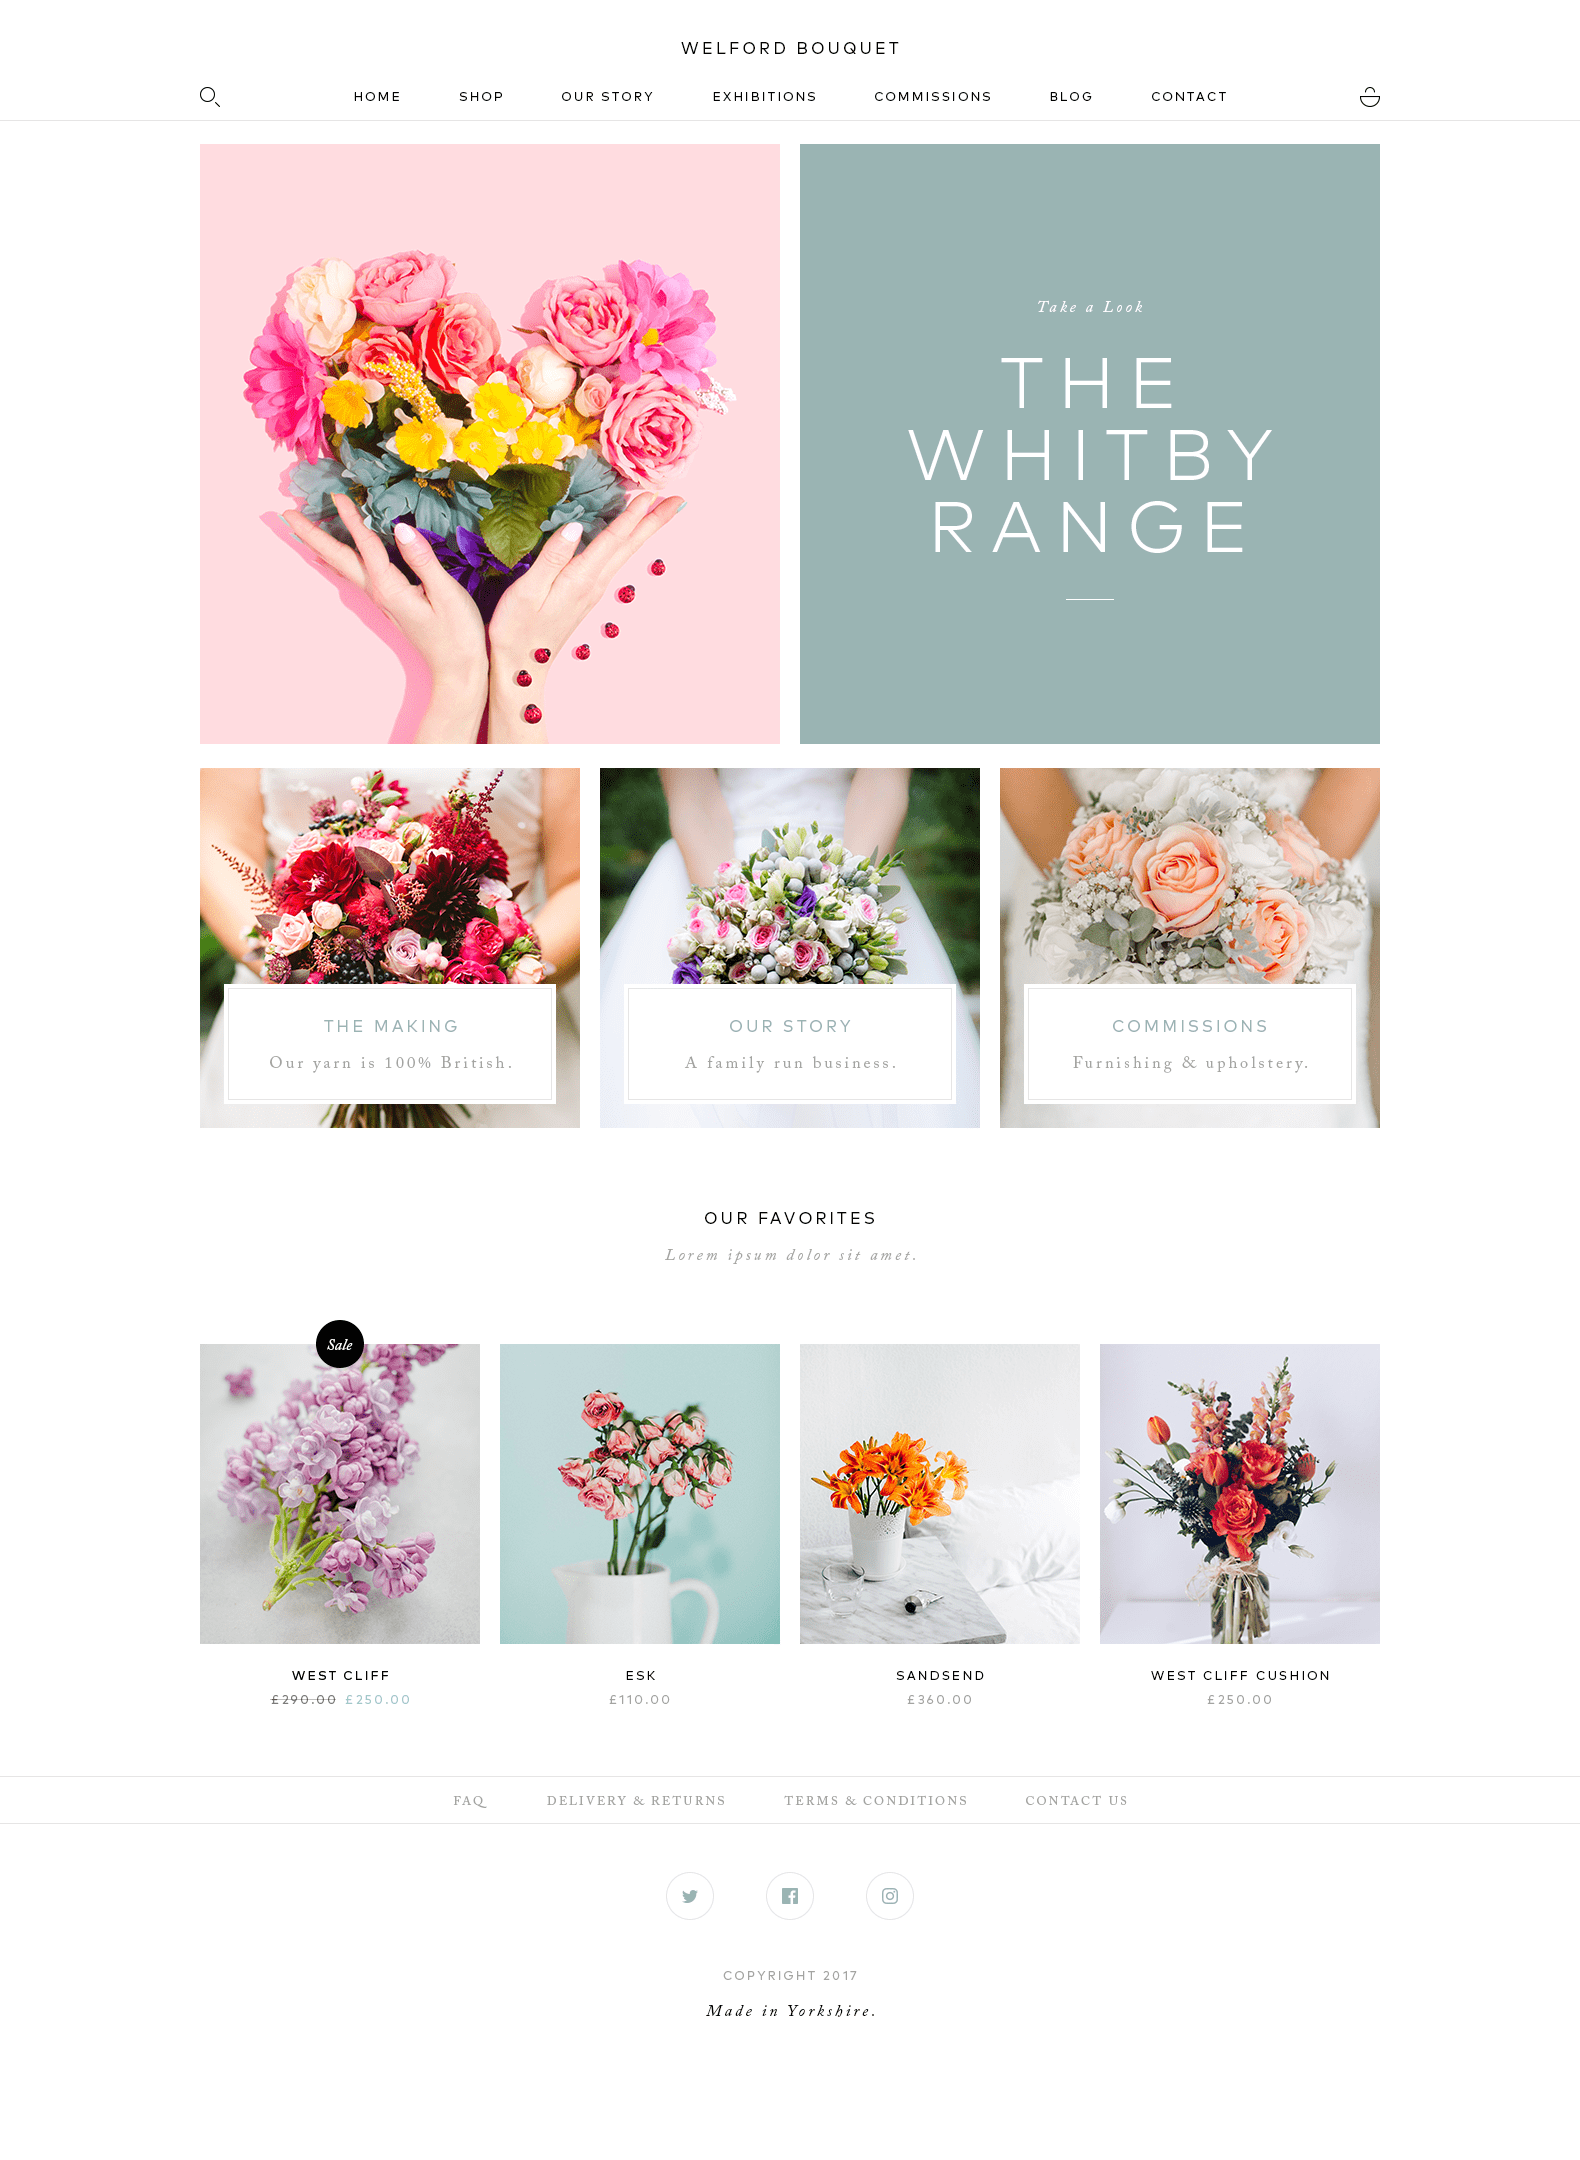 WELFORD BOUQUET
HOME SHOP OUR STORY EXHIBITIONS COMMISSIONS BLOG CONTACT
Take a Look
THE
WHITBY
RANGE
THE MAKING
Our yarn is 100% British.
OUR STORY
A family run business.
COMMISSIONS
Furnishing & upholstery.
OUR FAVORITES
Lorem ipsum dolor sit amet.
Sale
WEST CLIFF
£290.00 £250.00
ESK
£110.00
SANDSEND
£360.00
WEST CLIFF CUSHION
£250.00
FAQ DELIVERY & RETURNS TERMS & CONDITIONS CONTACT US
COPYRIGHT 2017
Made in Yorkshire.